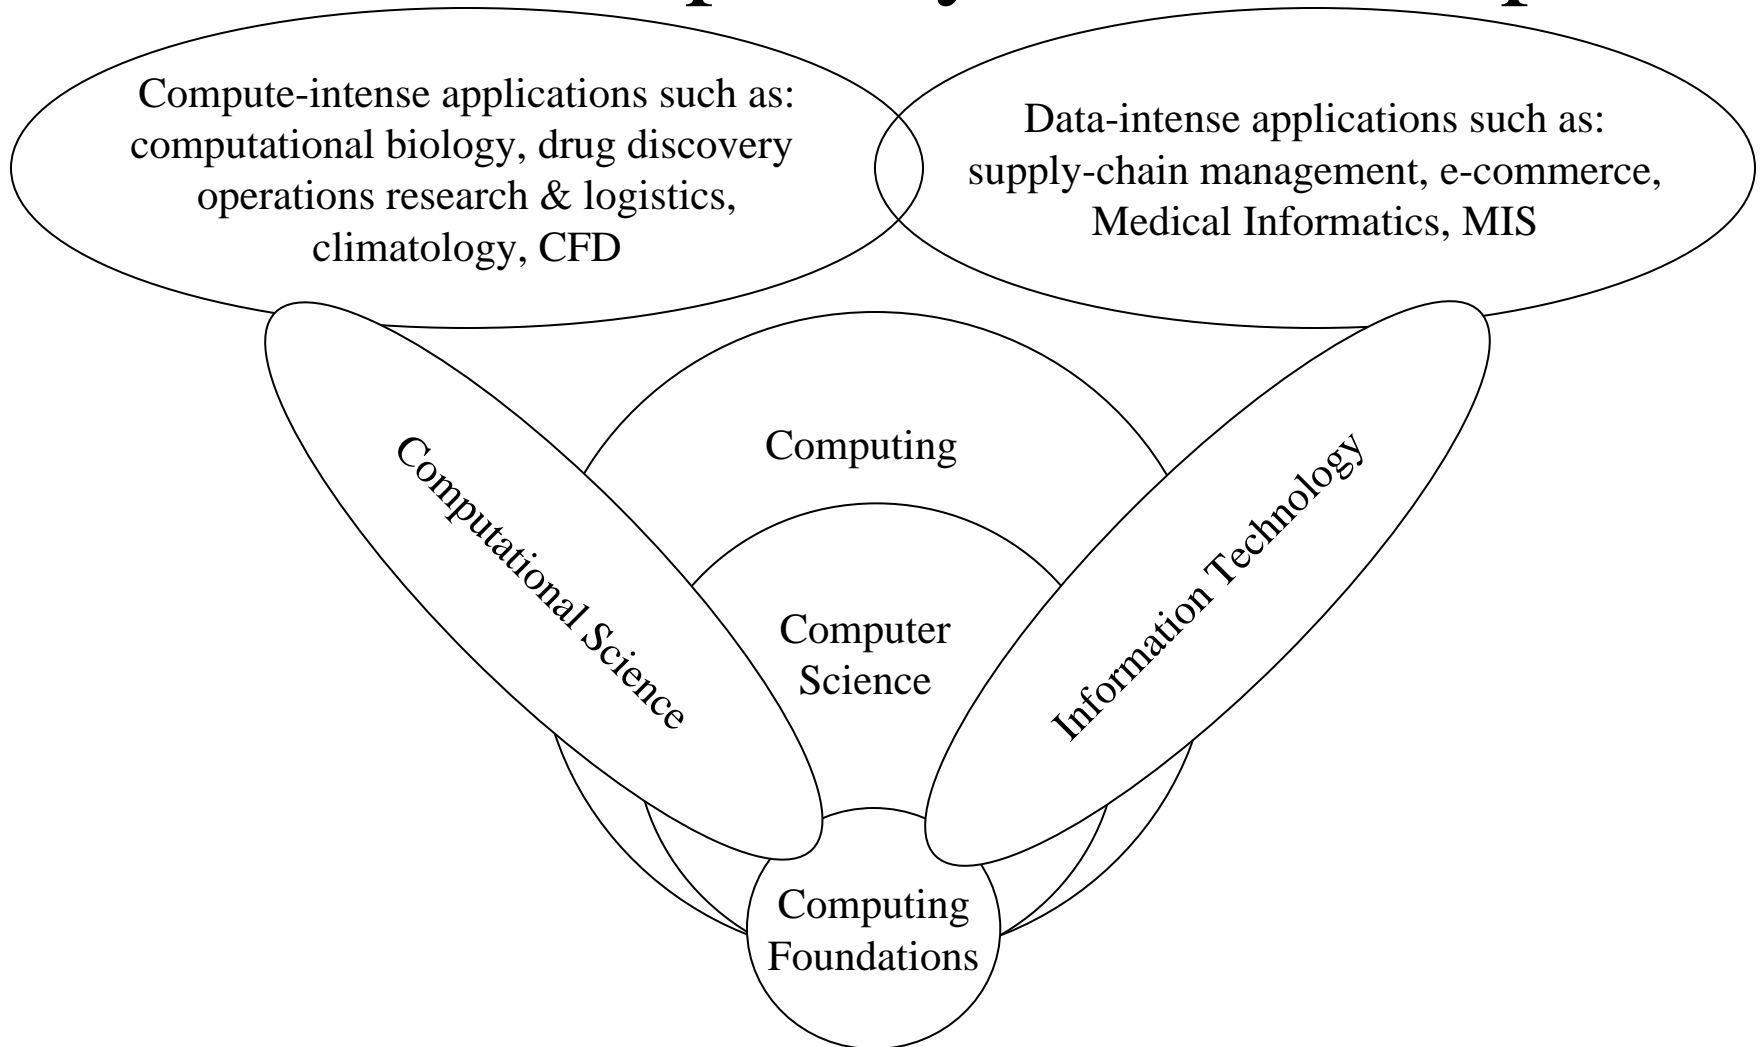 Compute-intense applications such as:
computational biology, drug discovery
operations research & logistics,
climatology, CFD
Data-intense applications such as:
supply-chain management, e-commerce,
Medical Informatics, MIS
Computing
Computational Science
Information Technology
Computer
Science
Computing
Foundations